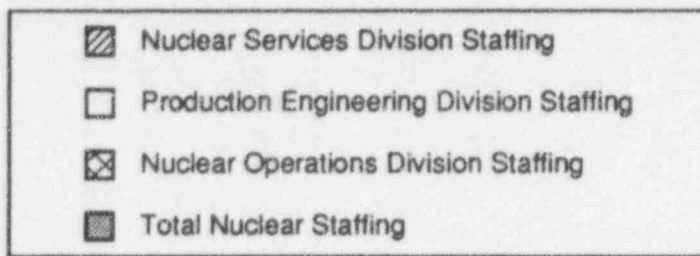 Nuclear Services Division Staffing
Production Engineering Division Staffing
Nuclear Operations Division Staffing
Total Nuclear Staffing